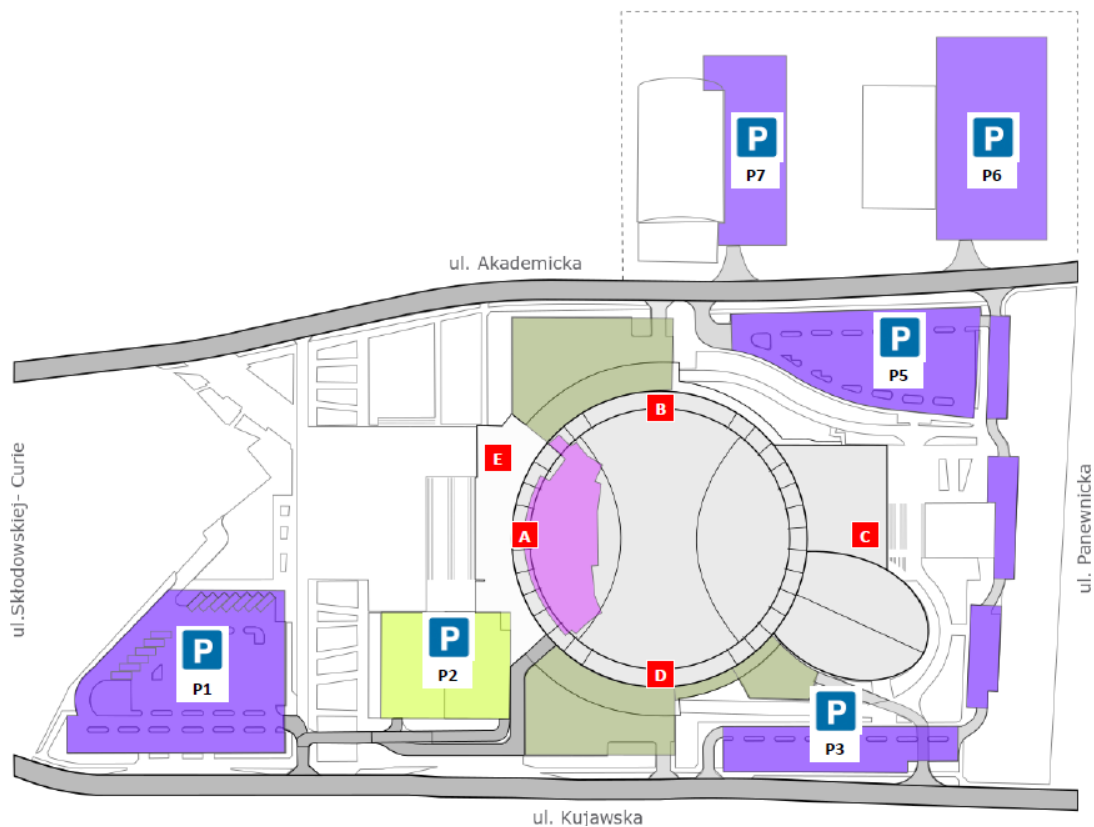 P
P7
P
P6
ul. Akademicka
P
P5
B
E
A
C
ul.Skłodowskiej- Curie
ul. Panewnicka
P
P1
P
P2
D
P
P3
ul. Kujawska